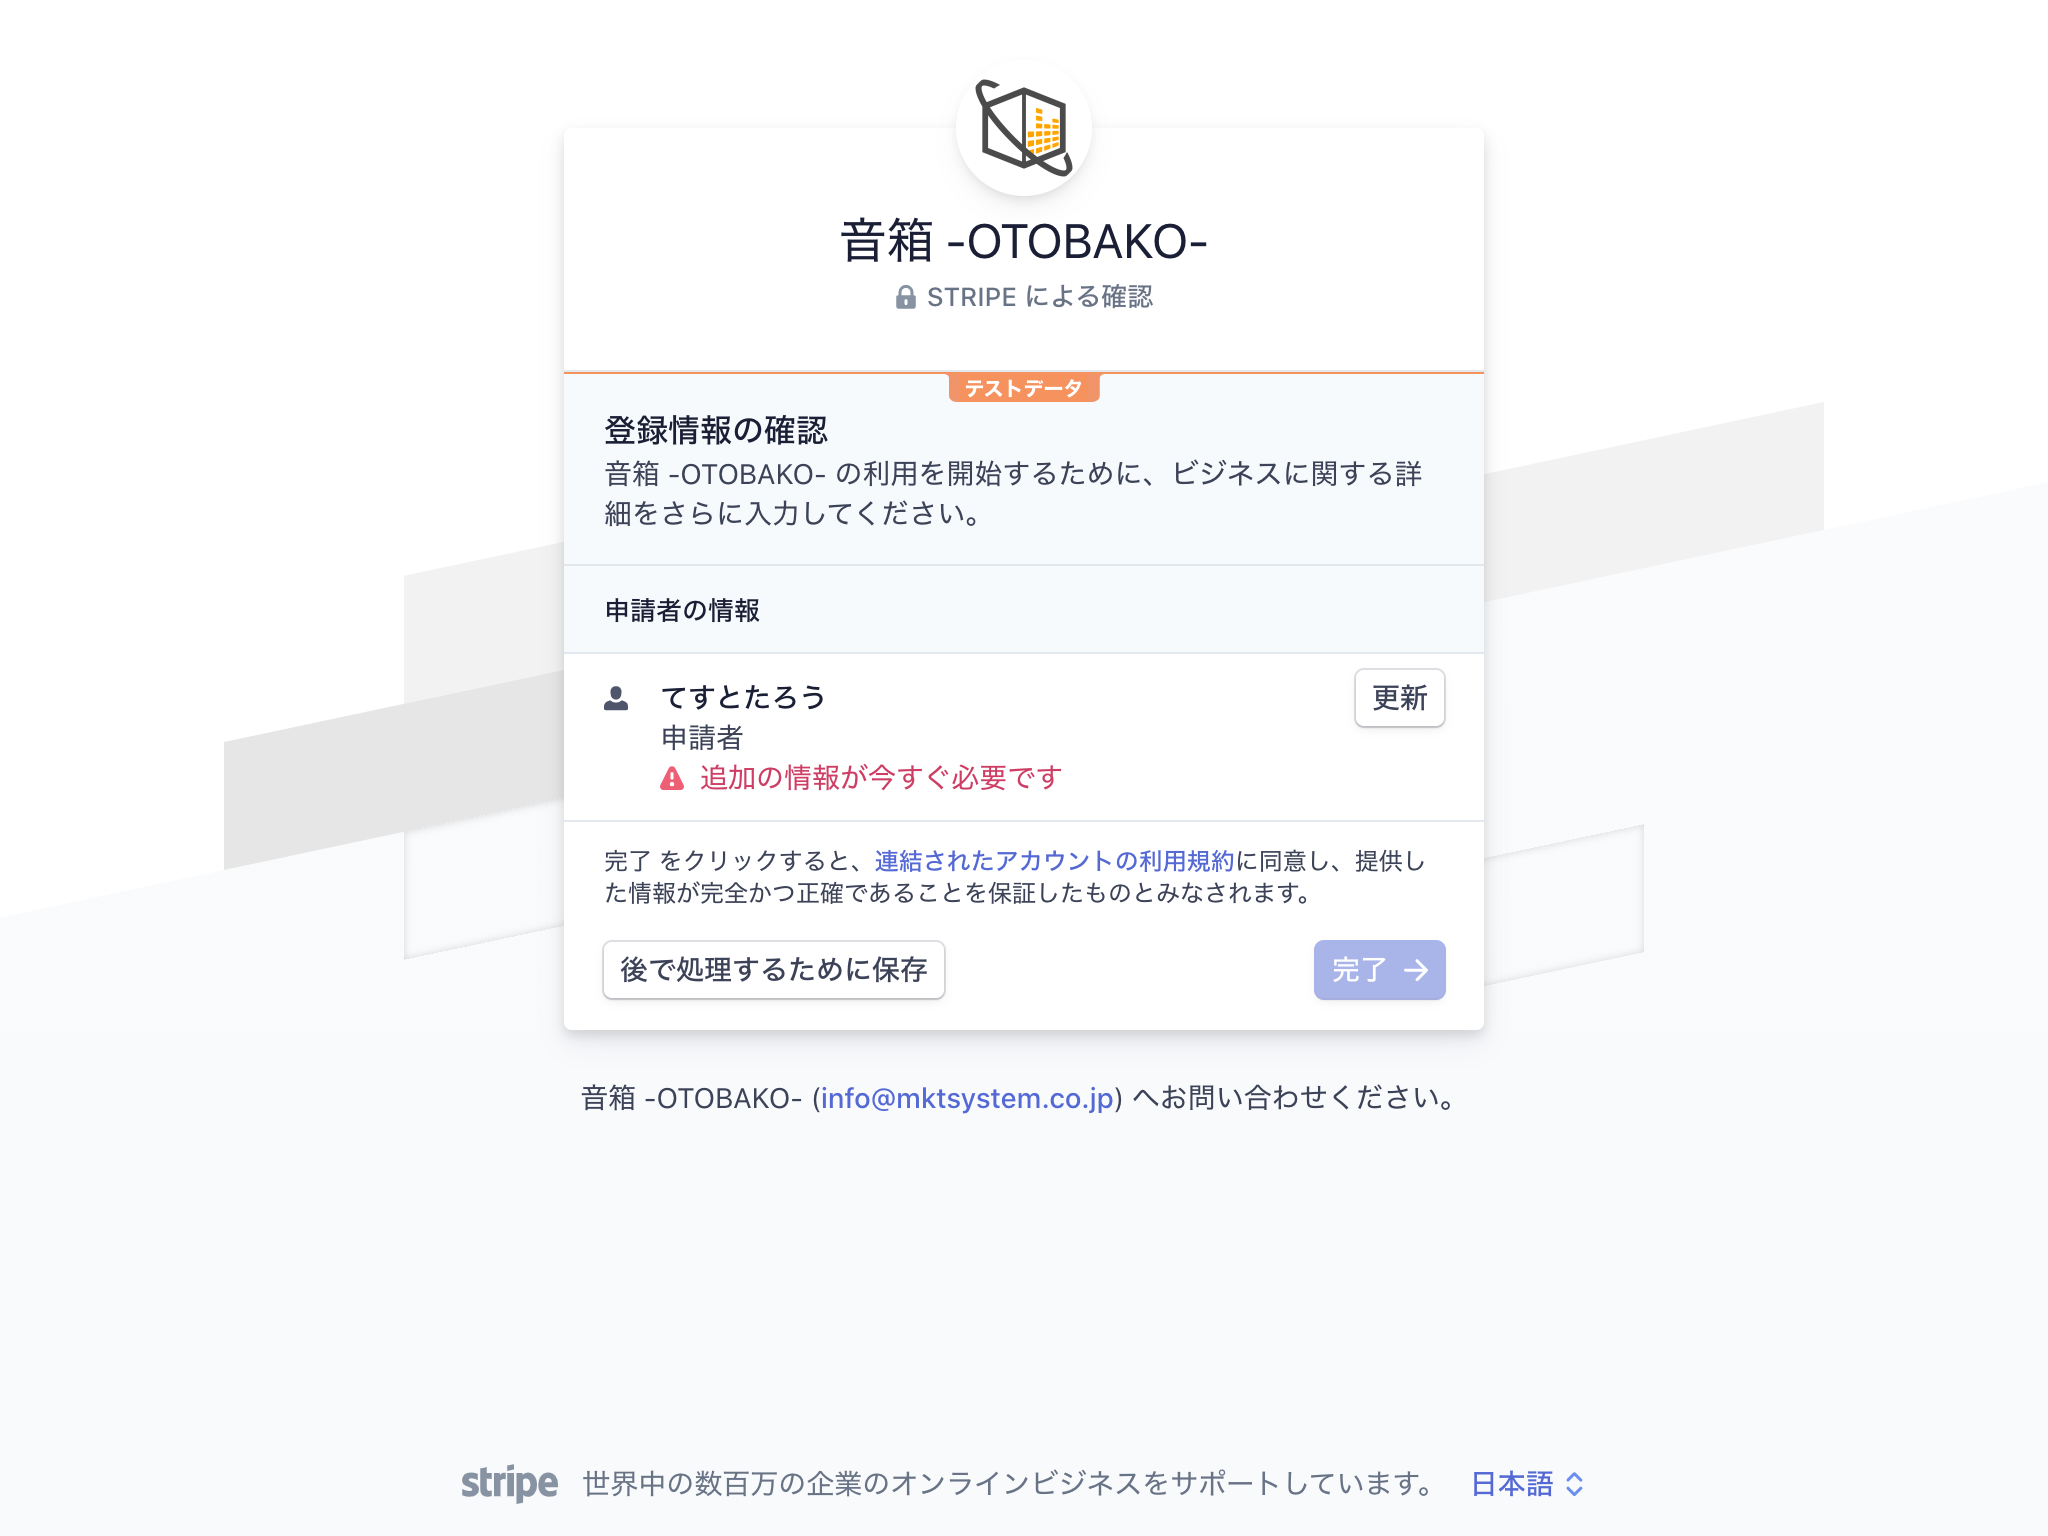 音箱 -OTOBAKO-
STRIPE による確認
テストデータ
登録情報の確認
音箱 -OTOBAKO- の利用を開始するために、ビジネスに関する詳
細をさらに入力してください。
申請者の情報
てすとたろう
更新
申請者
追加の情報が今すぐ必要です
完了 をクリックすると、連結されたアカウントの利用規約に同意し、提供し
た情報が完全かつ正確であることを保証したものとみなされます。
後で処理するために保存
完了 →
音箱 -OTOBAKO- (info@mktsystem.co.jp) へお問い合わせください。
stripe 世界中の数百万の企業のオンラインビジネスをサポートしています。 日本語